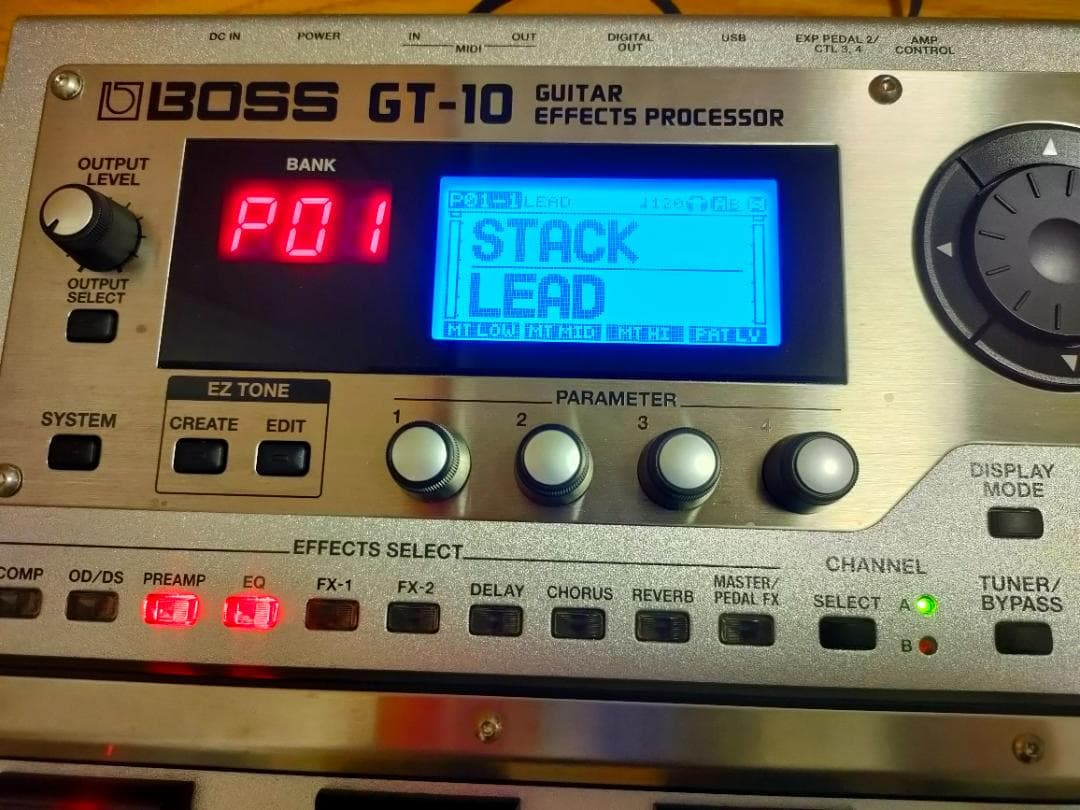 DC IN POWER IN MIDI OUT DIGITAL OUT USB EXP PEDAL 2/ CTL 3, 4 AMP CONTROL
BOSS GT-10 GUITAR EFFECTS PROCESSOR
OUTPUT LEVEL
BANK
P01
P01-1 LEAD ♩120
STACK
LEAD
MT LOW MT MID MT HI PAT LV
OUTPUT SELECT
SYSTEM
EZ TONE
CREATE EDIT
PARAMETER
1 2 3 4
DISPLAY MODE
EFFECTS SELECT
COMP OD/DS PREAMP EQ FX-1 FX-2 DELAY CHORUS REVERB MASTER/ PEDAL FX
CHANNEL
SELECT A
B
TUNER/ BYPASS